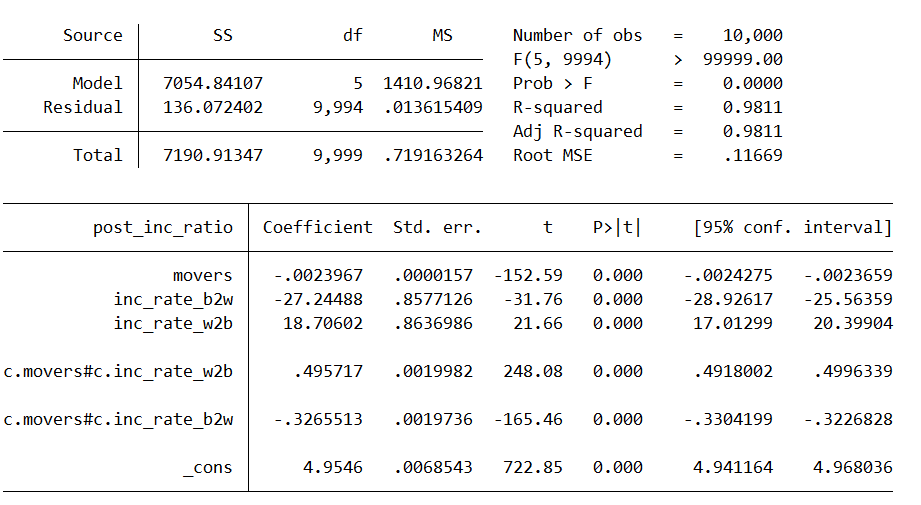 Source | SS df MS Number of obs = 10,000
F(5, 9994) > 99999.00
Model | 7054.84107 5 1410.96821 Prob > F = 0.0000
Residual | 136.072402 9,994 .013615409 R-squared = 0.9811
Adj R-squared = 0.9811
Total | 7190.91347 9,999 .719163264 Root MSE = .11669
post_inc_ratio | Coefficient Std. err. t P>|t| [95% conf. interval]
movers | -.0023967 .0000157 -152.59 0.000 -.0024275 -.0023659
inc_rate_b2w | -27.24488 .8577126 -31.76 0.000 -28.92617 -25.56359
inc_rate_w2b | 18.70602 .8636986 21.66 0.000 17.01299 20.39904
c.movers#c.inc_rate_w2b | .495717 .0019982 248.08 0.000 .4918002 .4996339
c.movers#c.inc_rate_b2w | -.3265513 .0019736 -165.46 0.000 -.3304199 -.3226828
_cons | 4.9546 .0068543 722.85 0.000 4.941164 4.968036